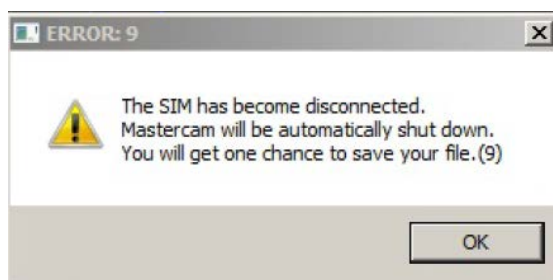 ERROR: 9
The SIM has become disconnected.
Mastercam will be automatically shut down.
You will get one chance to save your file.(9)
OK